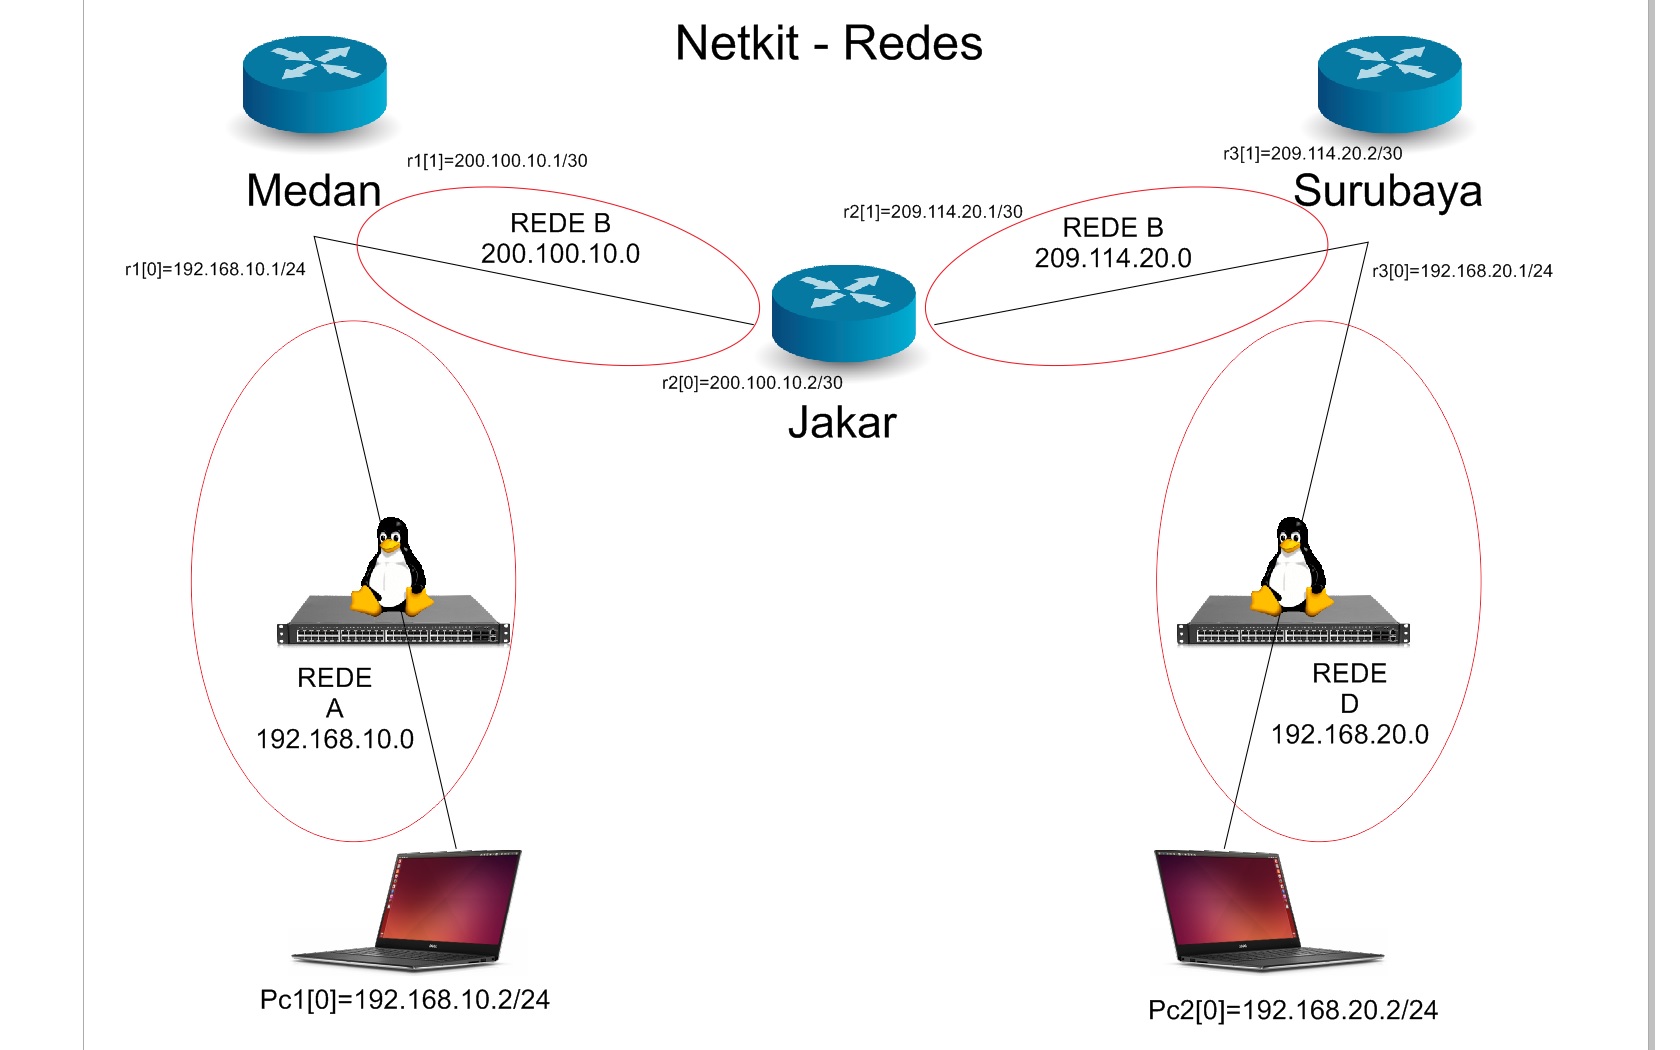 Netkit - Redes
r1[1]=200.100.10.1/30
r3[1]=209.114.20.2/30
Medan
Surubaya
REDE B
200.100.10.0
r2[1]=209.114.20.1/30
REDE B
209.114.20.0
r1[0]=192.168.10.1/24
r3[0]=192.168.20.1/24
r2[0]=200.100.10.2/30
Jakar
REDE
A
192.168.10.0
REDE
D
192.168.20.0
Pc1[0]=192.168.10.2/24
Pc2[0]=192.168.20.2/24